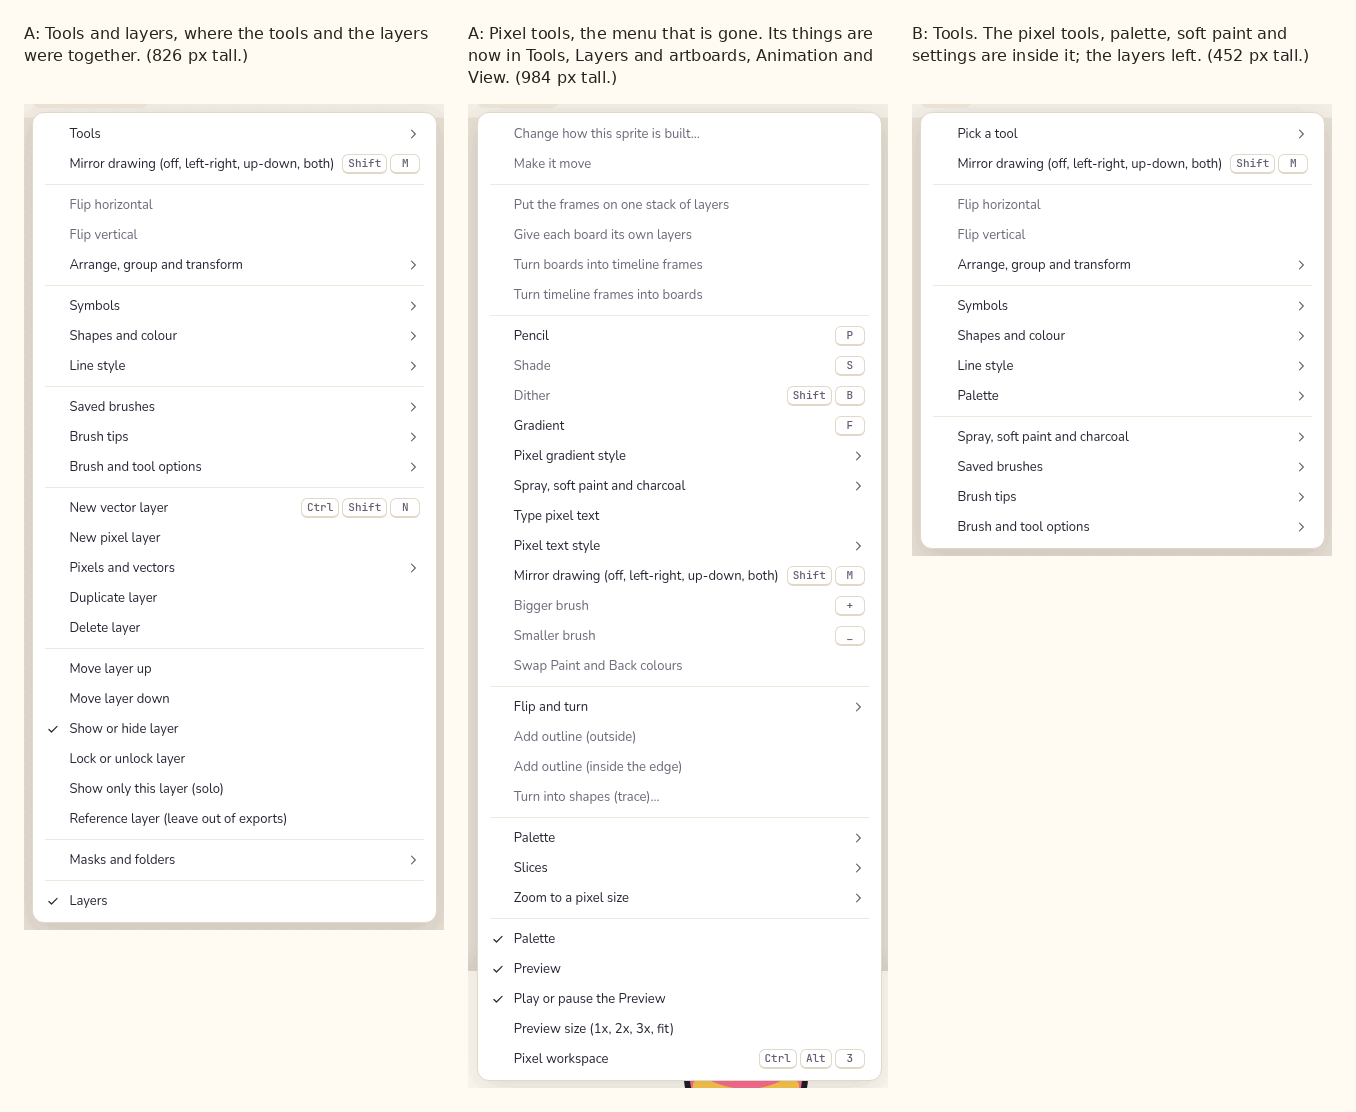 A: Tools and layers, where the tools and the layers
were together. (826 px tall.)
Tools
Mirror drawing (off, left-right, up-down, both) Shift M
Flip horizontal
Flip vertical
Arrange, group and transform
Symbols
Shapes and colour
Line style
Saved brushes
Brush tips
Brush and tool options
New vector layer Ctrl Shift N
New pixel layer
Pixels and vectors
Duplicate layer
Delete layer
Move layer up
Move layer down
Show or hide layer
Lock or unlock layer
Show only this layer (solo)
Reference layer (leave out of exports)
Masks and folders
Layers
A: Pixel tools, the menu that is gone. Its things are
now in Tools, Layers and artboards, Animation and
View. (984 px tall.)
Change how this sprite is built...
Make it move
Put the frames on one stack of layers
Give each board its own layers
Turn boards into timeline frames
Turn timeline frames into boards
Pencil P
Shade S
Dither Shift B
Gradient F
Pixel gradient style
Spray, soft paint and charcoal
Type pixel text
Pixel text style
Mirror drawing (off, left-right, up-down, both) Shift M
Bigger brush +
Smaller brush _
Swap Paint and Back colours
Flip and turn
Add outline (outside)
Add outline (inside the edge)
Turn into shapes (trace)...
Palette
Slices
Zoom to a pixel size
Palette
Preview
Play or pause the Preview
Preview size (1x, 2x, 3x, fit)
Pixel workspace Ctrl Alt 3
B: Tools. The pixel tools, palette, soft paint and
settings are inside it; the layers left. (452 px tall.)
Pick a tool
Mirror drawing (off, left-right, up-down, both) Shift M
Flip horizontal
Flip vertical
Arrange, group and transform
Symbols
Shapes and colour
Line style
Palette
Spray, soft paint and charcoal
Saved brushes
Brush tips
Brush and tool options